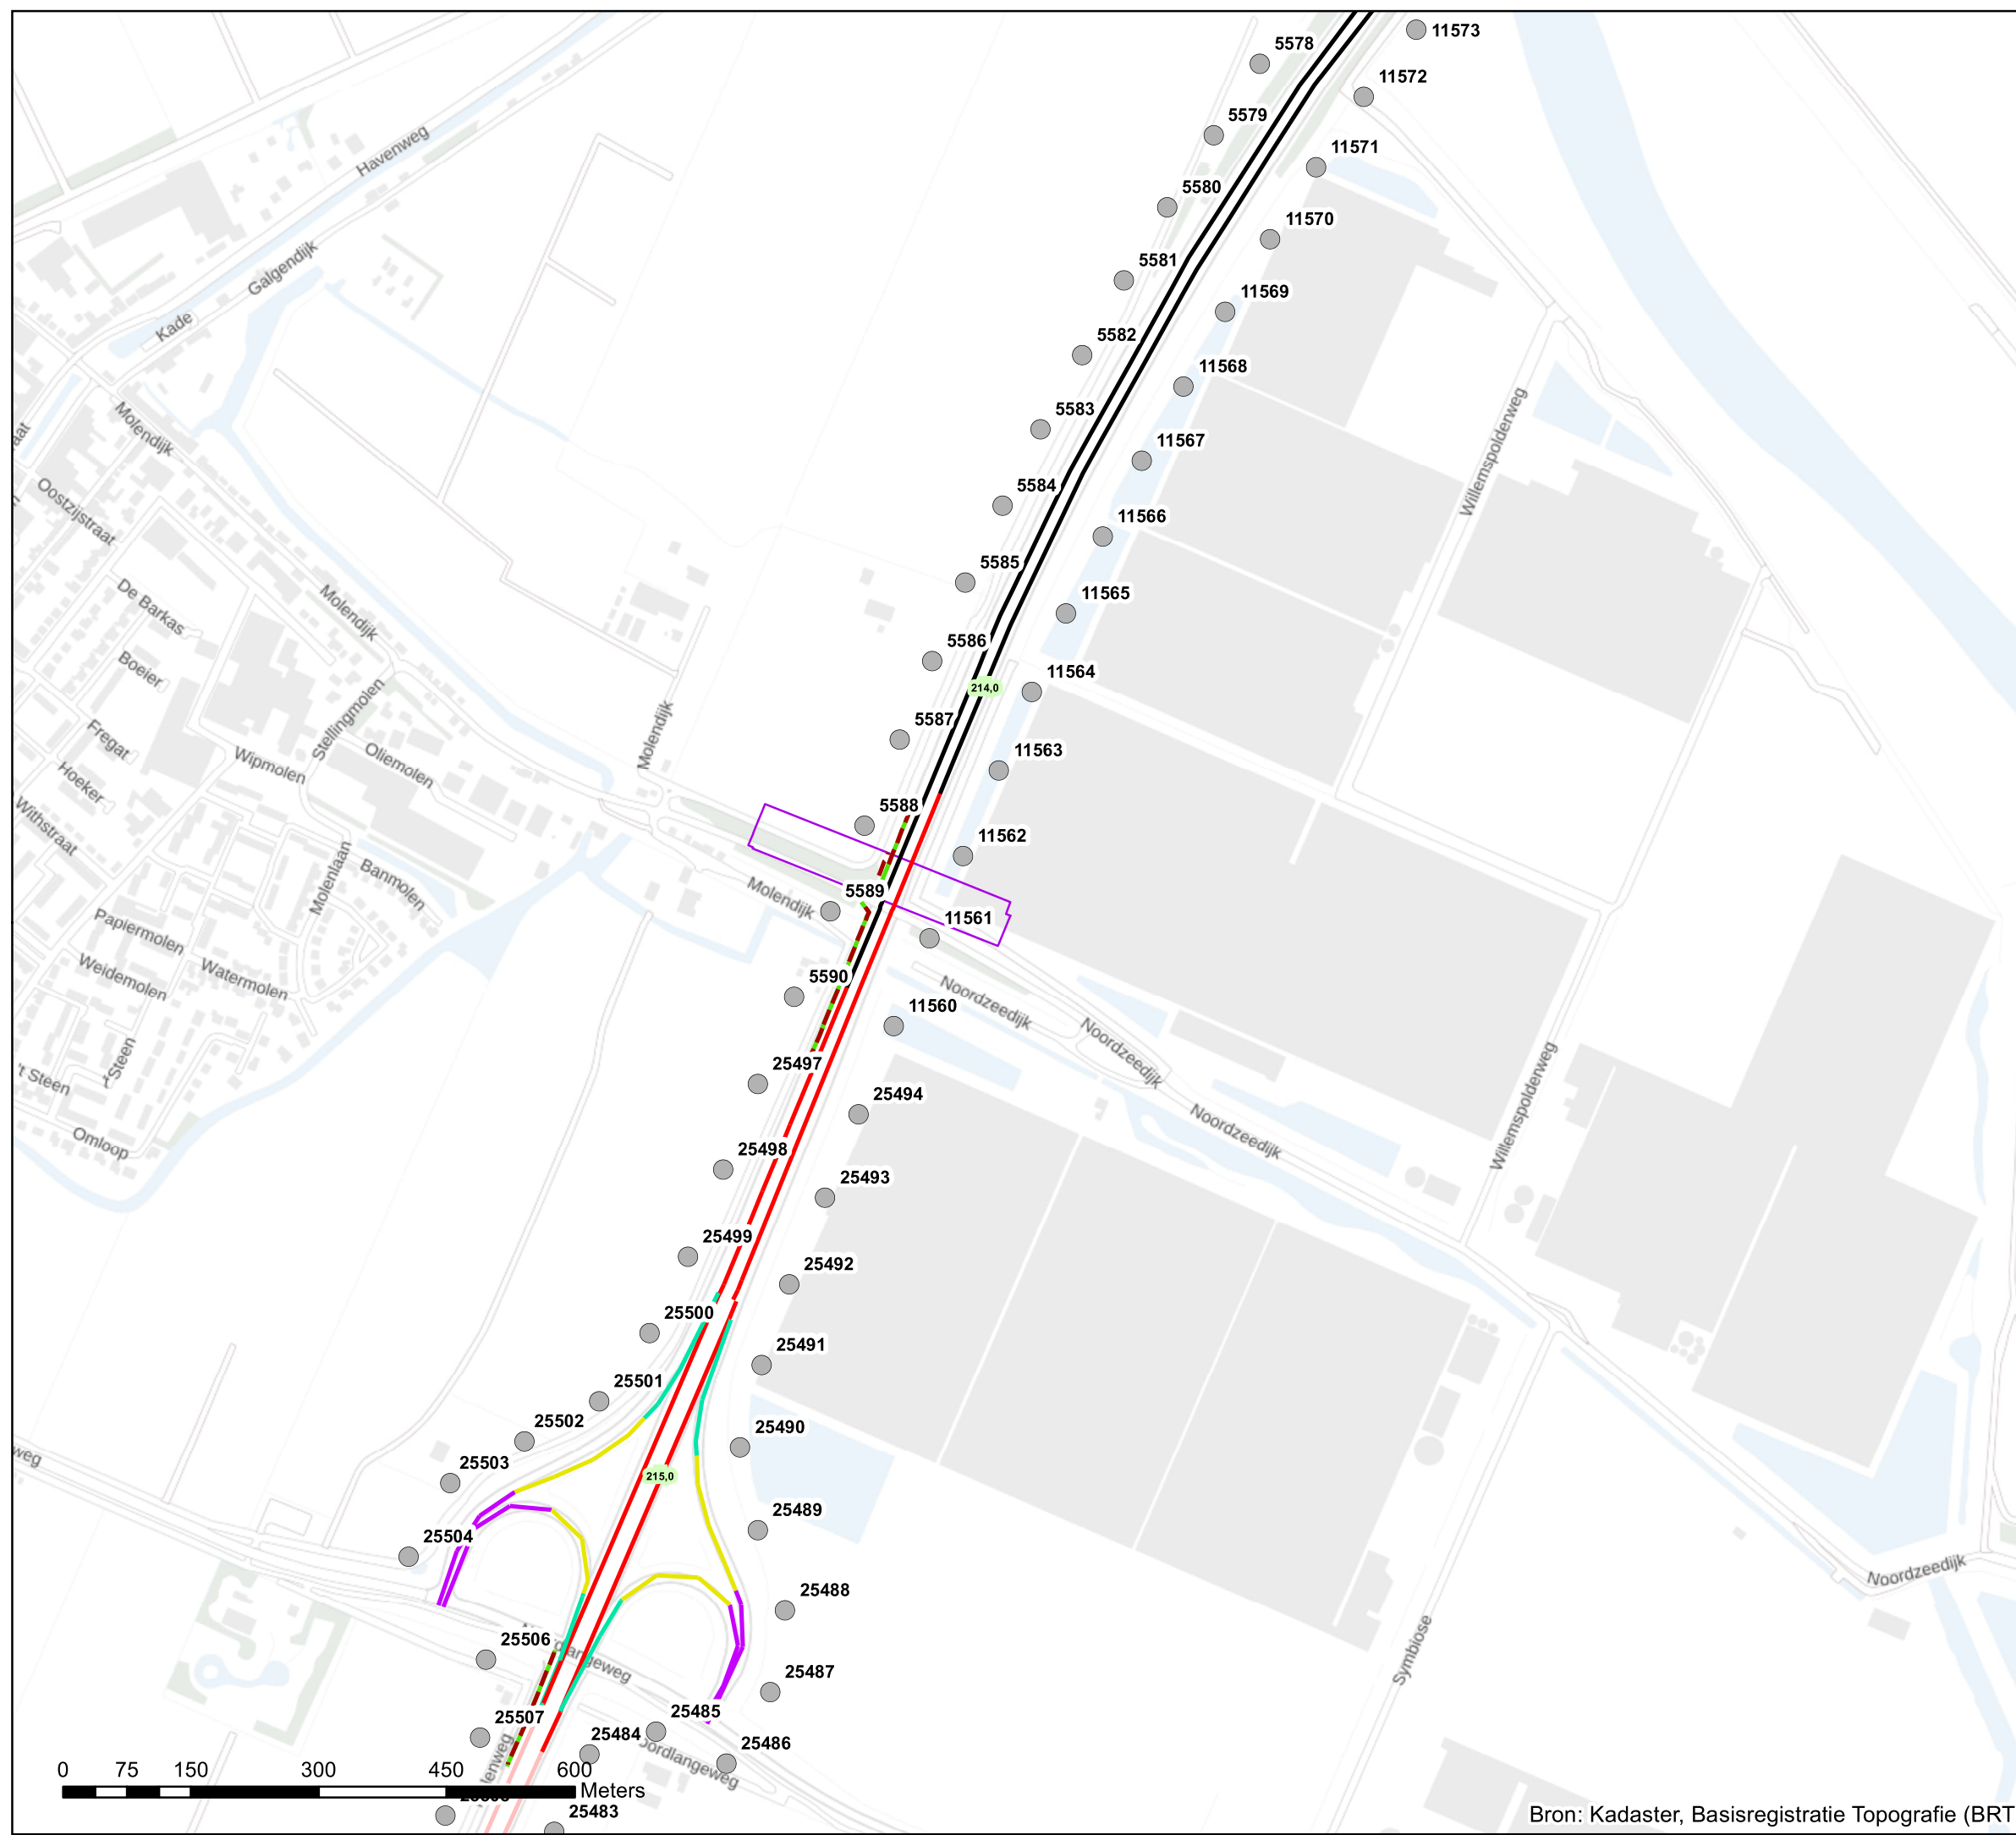 11573
5578
11572
5579
11571
Havenweg
5580
11570
Galgendijk
5581
11569
Kade
5582
11568
Molendijk
5583
Willemspolderweg
11567
5584
Oostzijstraat
11566
5585
De Barkas
Molendijk
11565
5586
Boeier
11564
214,0
Stellingmolen
Molendijk
5587
Fregat
Wipmolen
Oliemolen
11563
Hoeker
Withstraat
5588
11562
Molenlaan
Banmolen
5589
Molendijk
11561
Papiermolen
Weidemolen
Watermolen
5590
Noordzeedijk
11560
Noordzeedijk
't Steen
't Steen
25497
Willemspolderweg
25494
Noordzeedijk
Omloop
25498
25493
25499
25492
25500
25491
25501
25502
25490
weg
25503
215,0
25489
25504
Noordzeedijk
25488
25506
Symbiose
25487
25507
25485
25484
25486
oordlangeweg
lenweg
0 75 150 300 450 600
Meters
25483
Bron: Kadaster, Basisregistratie Topografie (BRT